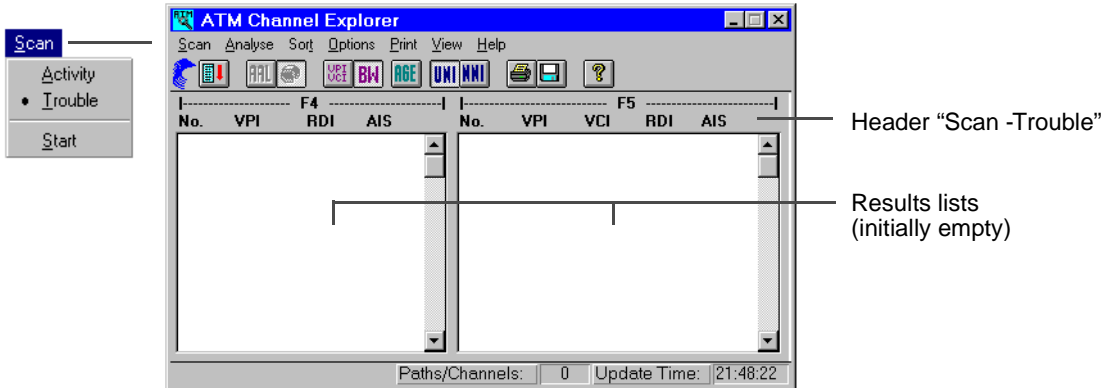 Scan
Activity
• Trouble
Start
ATM
ATM Channel Explorer
Scan Analyse Sort Options Print View Help
AAL VPI VCI BW AGE UNI NNI ?
|---------------------- F4 -----------------------| |----------------------------- F5 --------------------------|
No. VPI RDI AIS No. VPI VCI RDI AIS
Header “Scan -Trouble”
Results lists
(initially empty)
Paths/Channels: 0 Update Time: 21:48:22